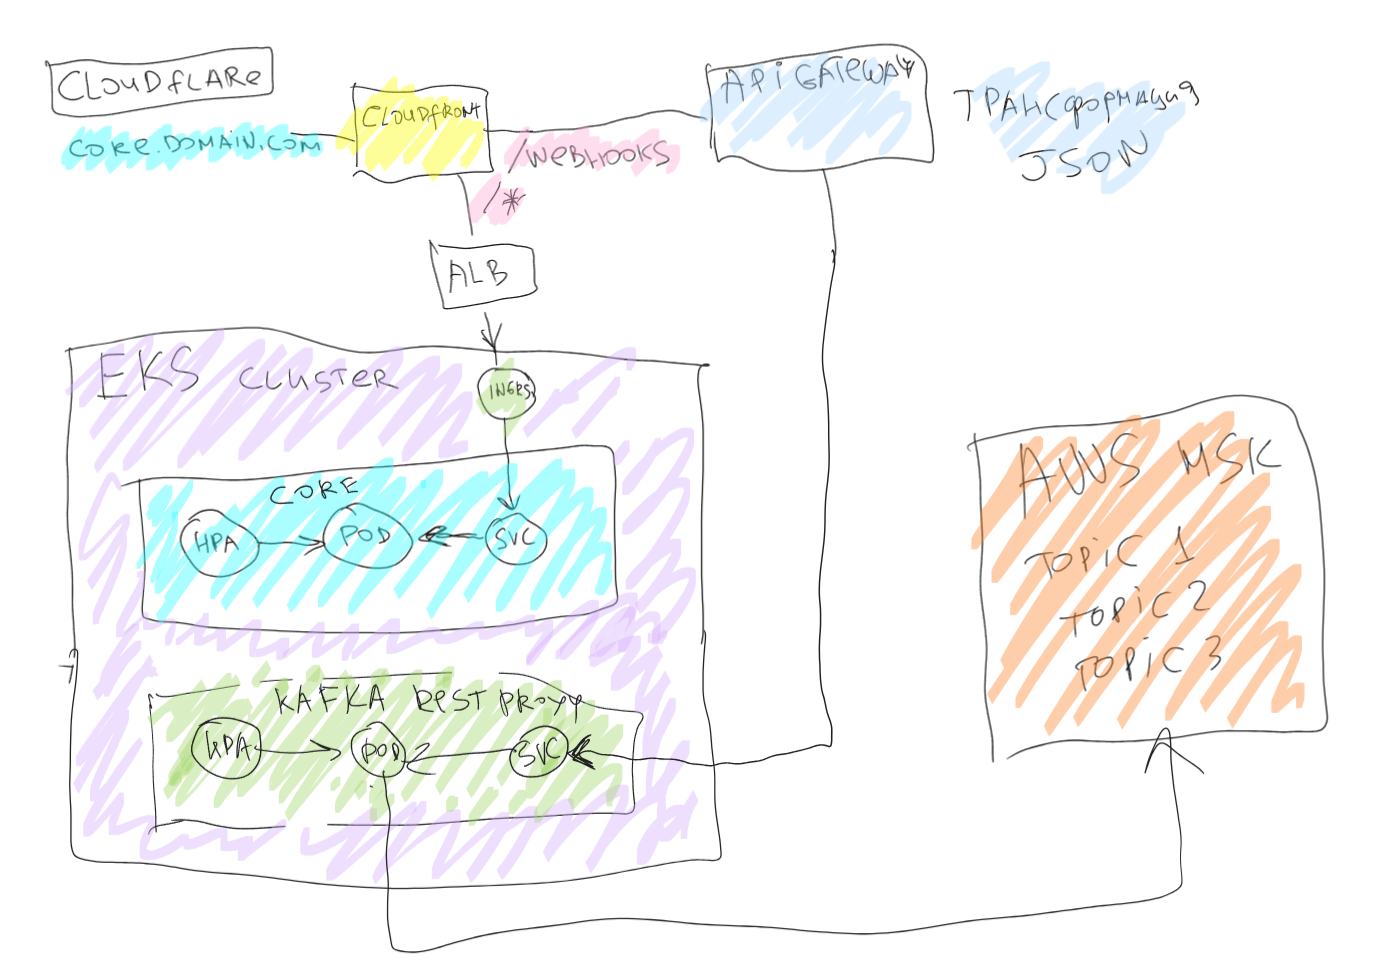 CLOUDFLARE
CORE.DOMAIN.COM
CLOUDFRONT
/WEBHOOKS
/*
API GATEWAY
ТРАНСФОРМАЦИЯ
JSON
ALB
EKS CLUSTER
INGRS
CORE
HPA
POD
SVC
KAFKA REST PROXY
HPA
POD
SVC
AWS MSK
TOPIC 1
TOPIC 2
TOPIC 3